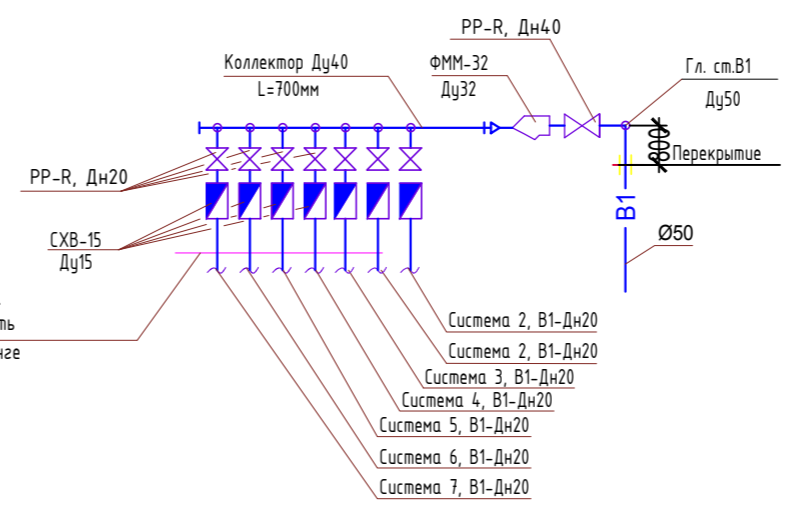 PP-R, Дн40
Коллектор Ду40
L=700мм
ФММ-32
Ду32
Гл. ст.В1
Ду50
800
Перекрытие
PP-R, Дн20
СХВ-15
Ду15
В1
Ø50
ть
нге
Система 2, В1-Дн20
Система 2, В1-Дн20
Система 3, В1-Дн20
Система 4, В1-Дн20
Система 5, В1-Дн20
Система 6, В1-Дн20
Система 7, В1-Дн20